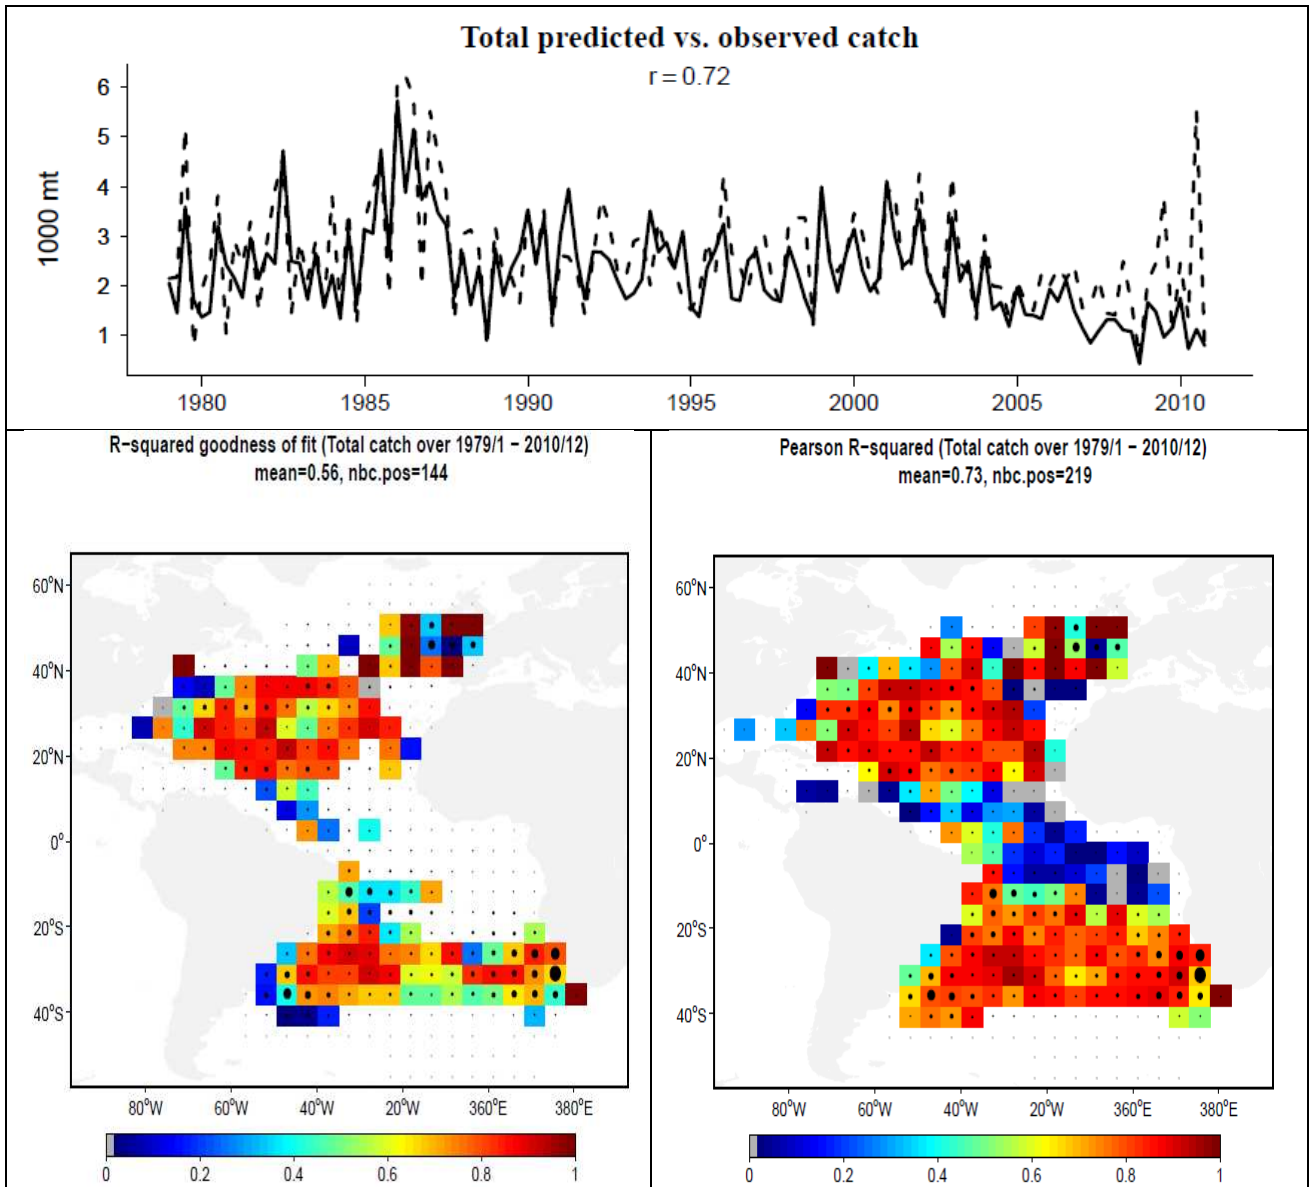 Total predicted vs. observed catch
r = 0.72
6
5
4
3
2
1
1000 mt
1980 1985 1990 1995 2000 2005 2010
R−squared goodness of fit (Total catch over 1979/1 − 2010/12)
mean=0.56, nbc.pos=144
60°N
40°N
20°N
0°
20°S
40°S
80°W 60°W 40°W 20°W 360°E 380°E
0 0.2 0.4 0.6 0.8 1
Pearson R−squared (Total catch over 1979/1 − 2010/12)
mean=0.73, nbc.pos=219
60°N
40°N
20°N
0°
20°S
40°S
80°W 60°W 40°W 20°W 360°E 380°E
0 0.2 0.4 0.6 0.8 1